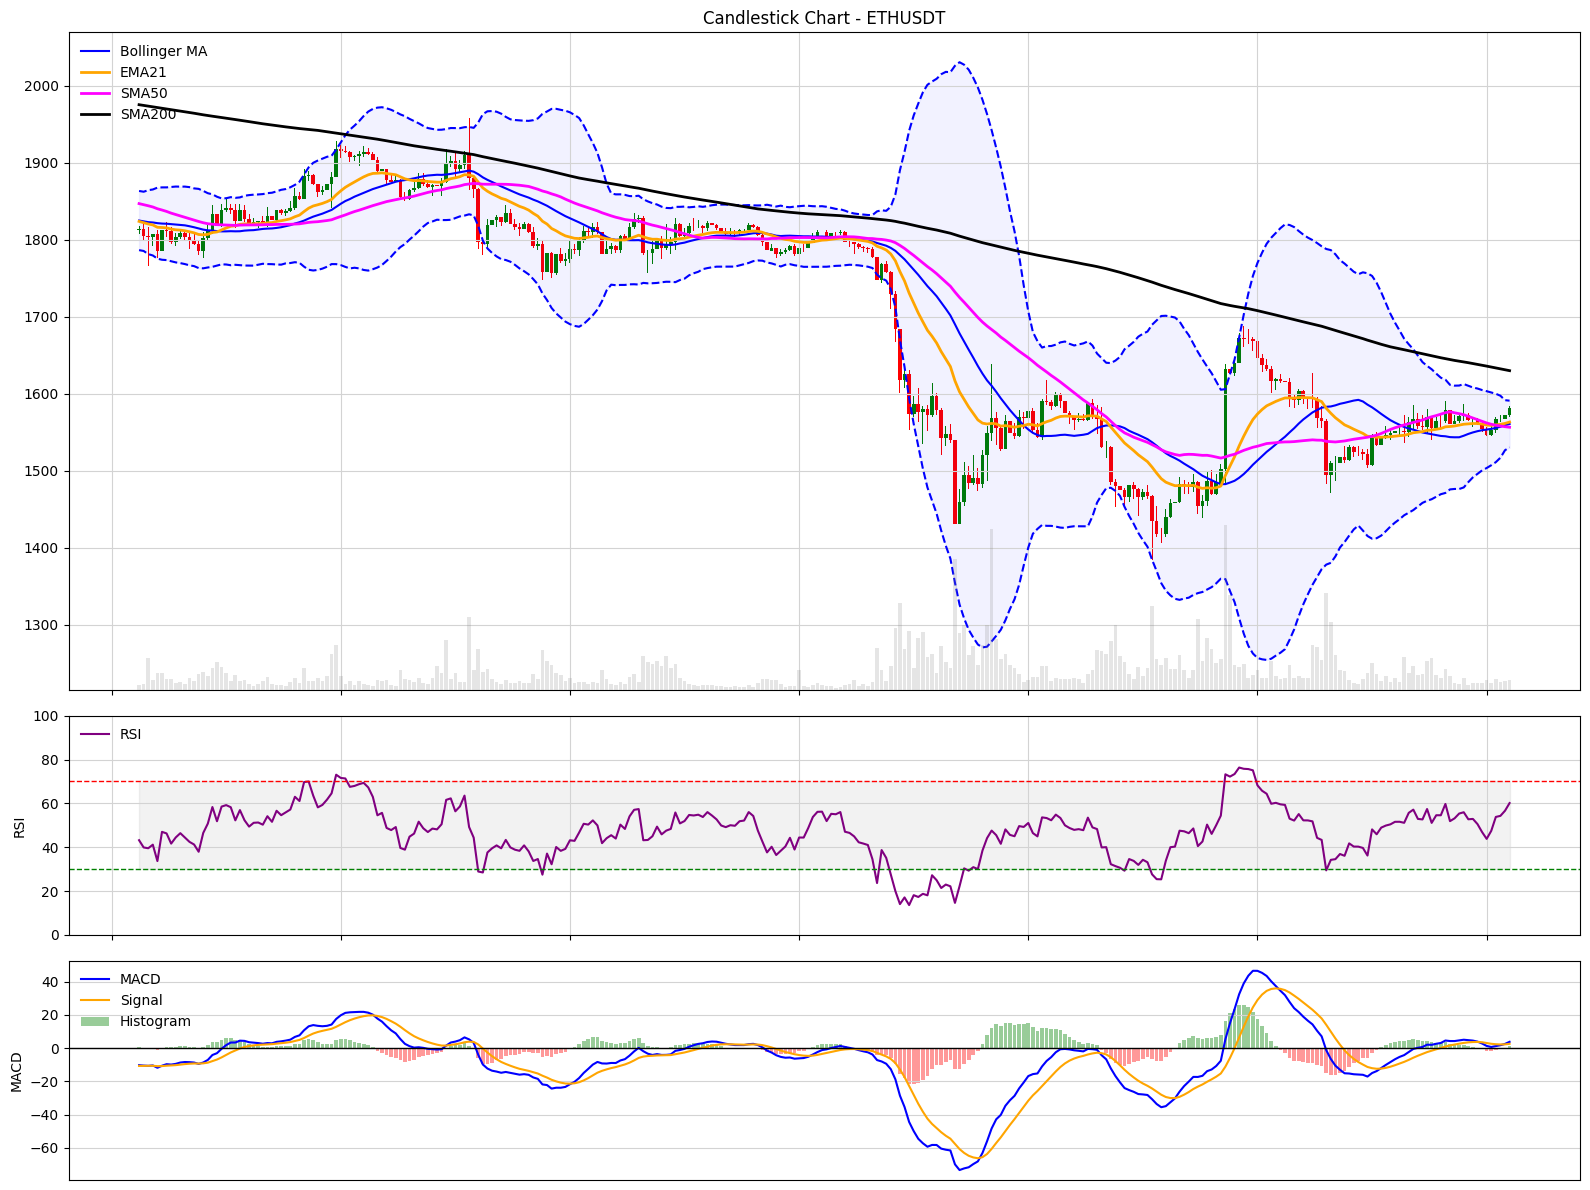 Candlestick Chart - ETHUSDT
Bollinger MA
EMA21
SMA50
SMA200
2000
1900
1800
1700
1600
1500
1400
1300
RSI
100
80
60
40
20
0
RSI
MACD
Signal
Histogram
40
20
0
−20
−40
−60
MACD